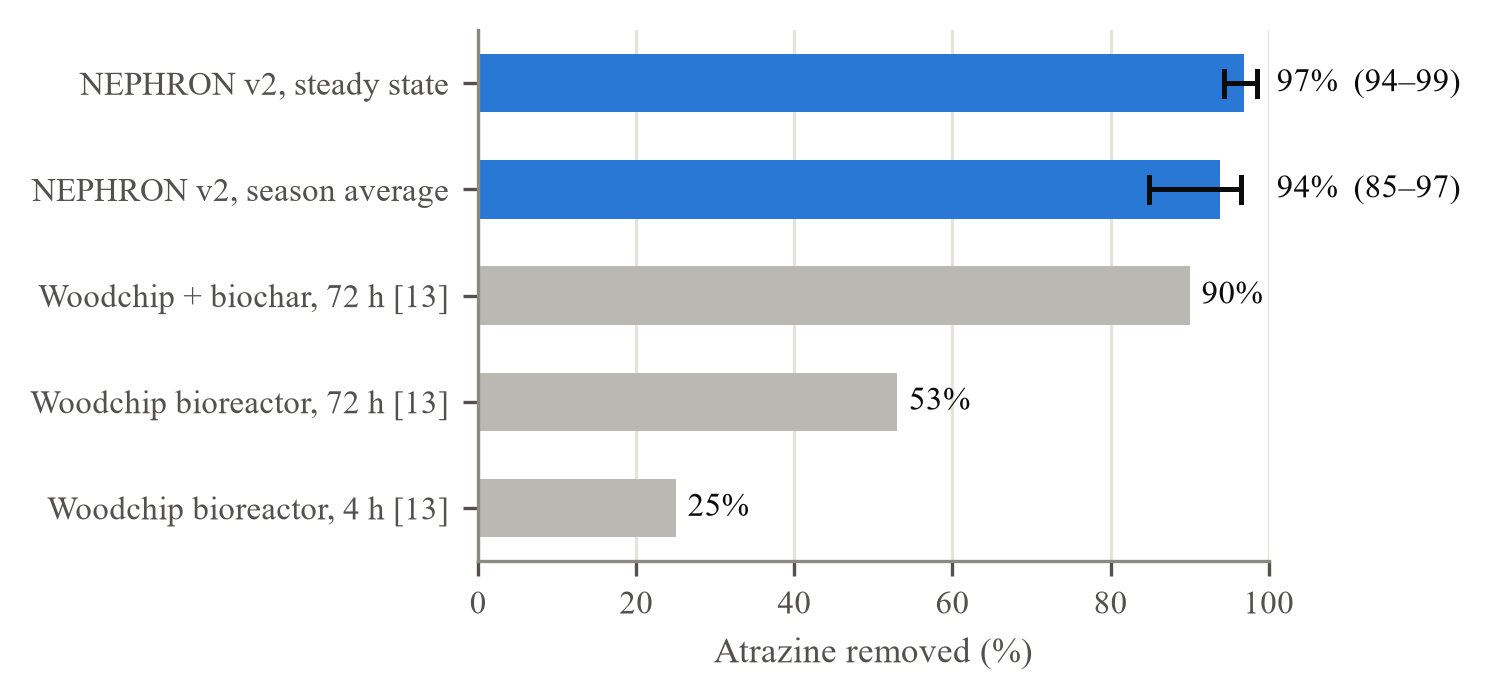 NEPHRON v2, steady state
97% (94–99)
NEPHRON v2, season average
94% (85–97)
Woodchip + biochar, 72 h [13]
90%
Woodchip bioreactor, 72 h [13]
53%
Woodchip bioreactor, 4 h [13]
25%
0 20 40 60 80 100
Atrazine removed (%)